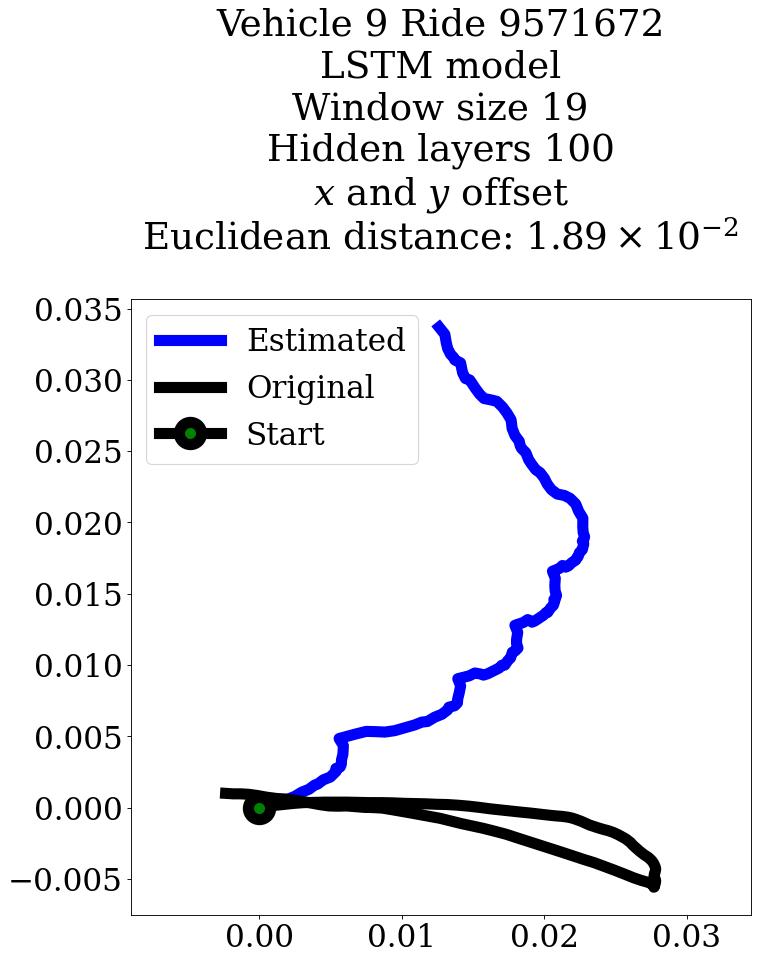 Vehicle 9 Ride 9571672
LSTM model
Window size 19
Hidden layers 100
x and y offset
Euclidean distance: 1.89 × 10⁻²
0.035
0.030
0.025
0.020
0.015
0.010
0.005
0.000
−0.005
Estimated
Original
Start
0.00 0.01 0.02 0.03